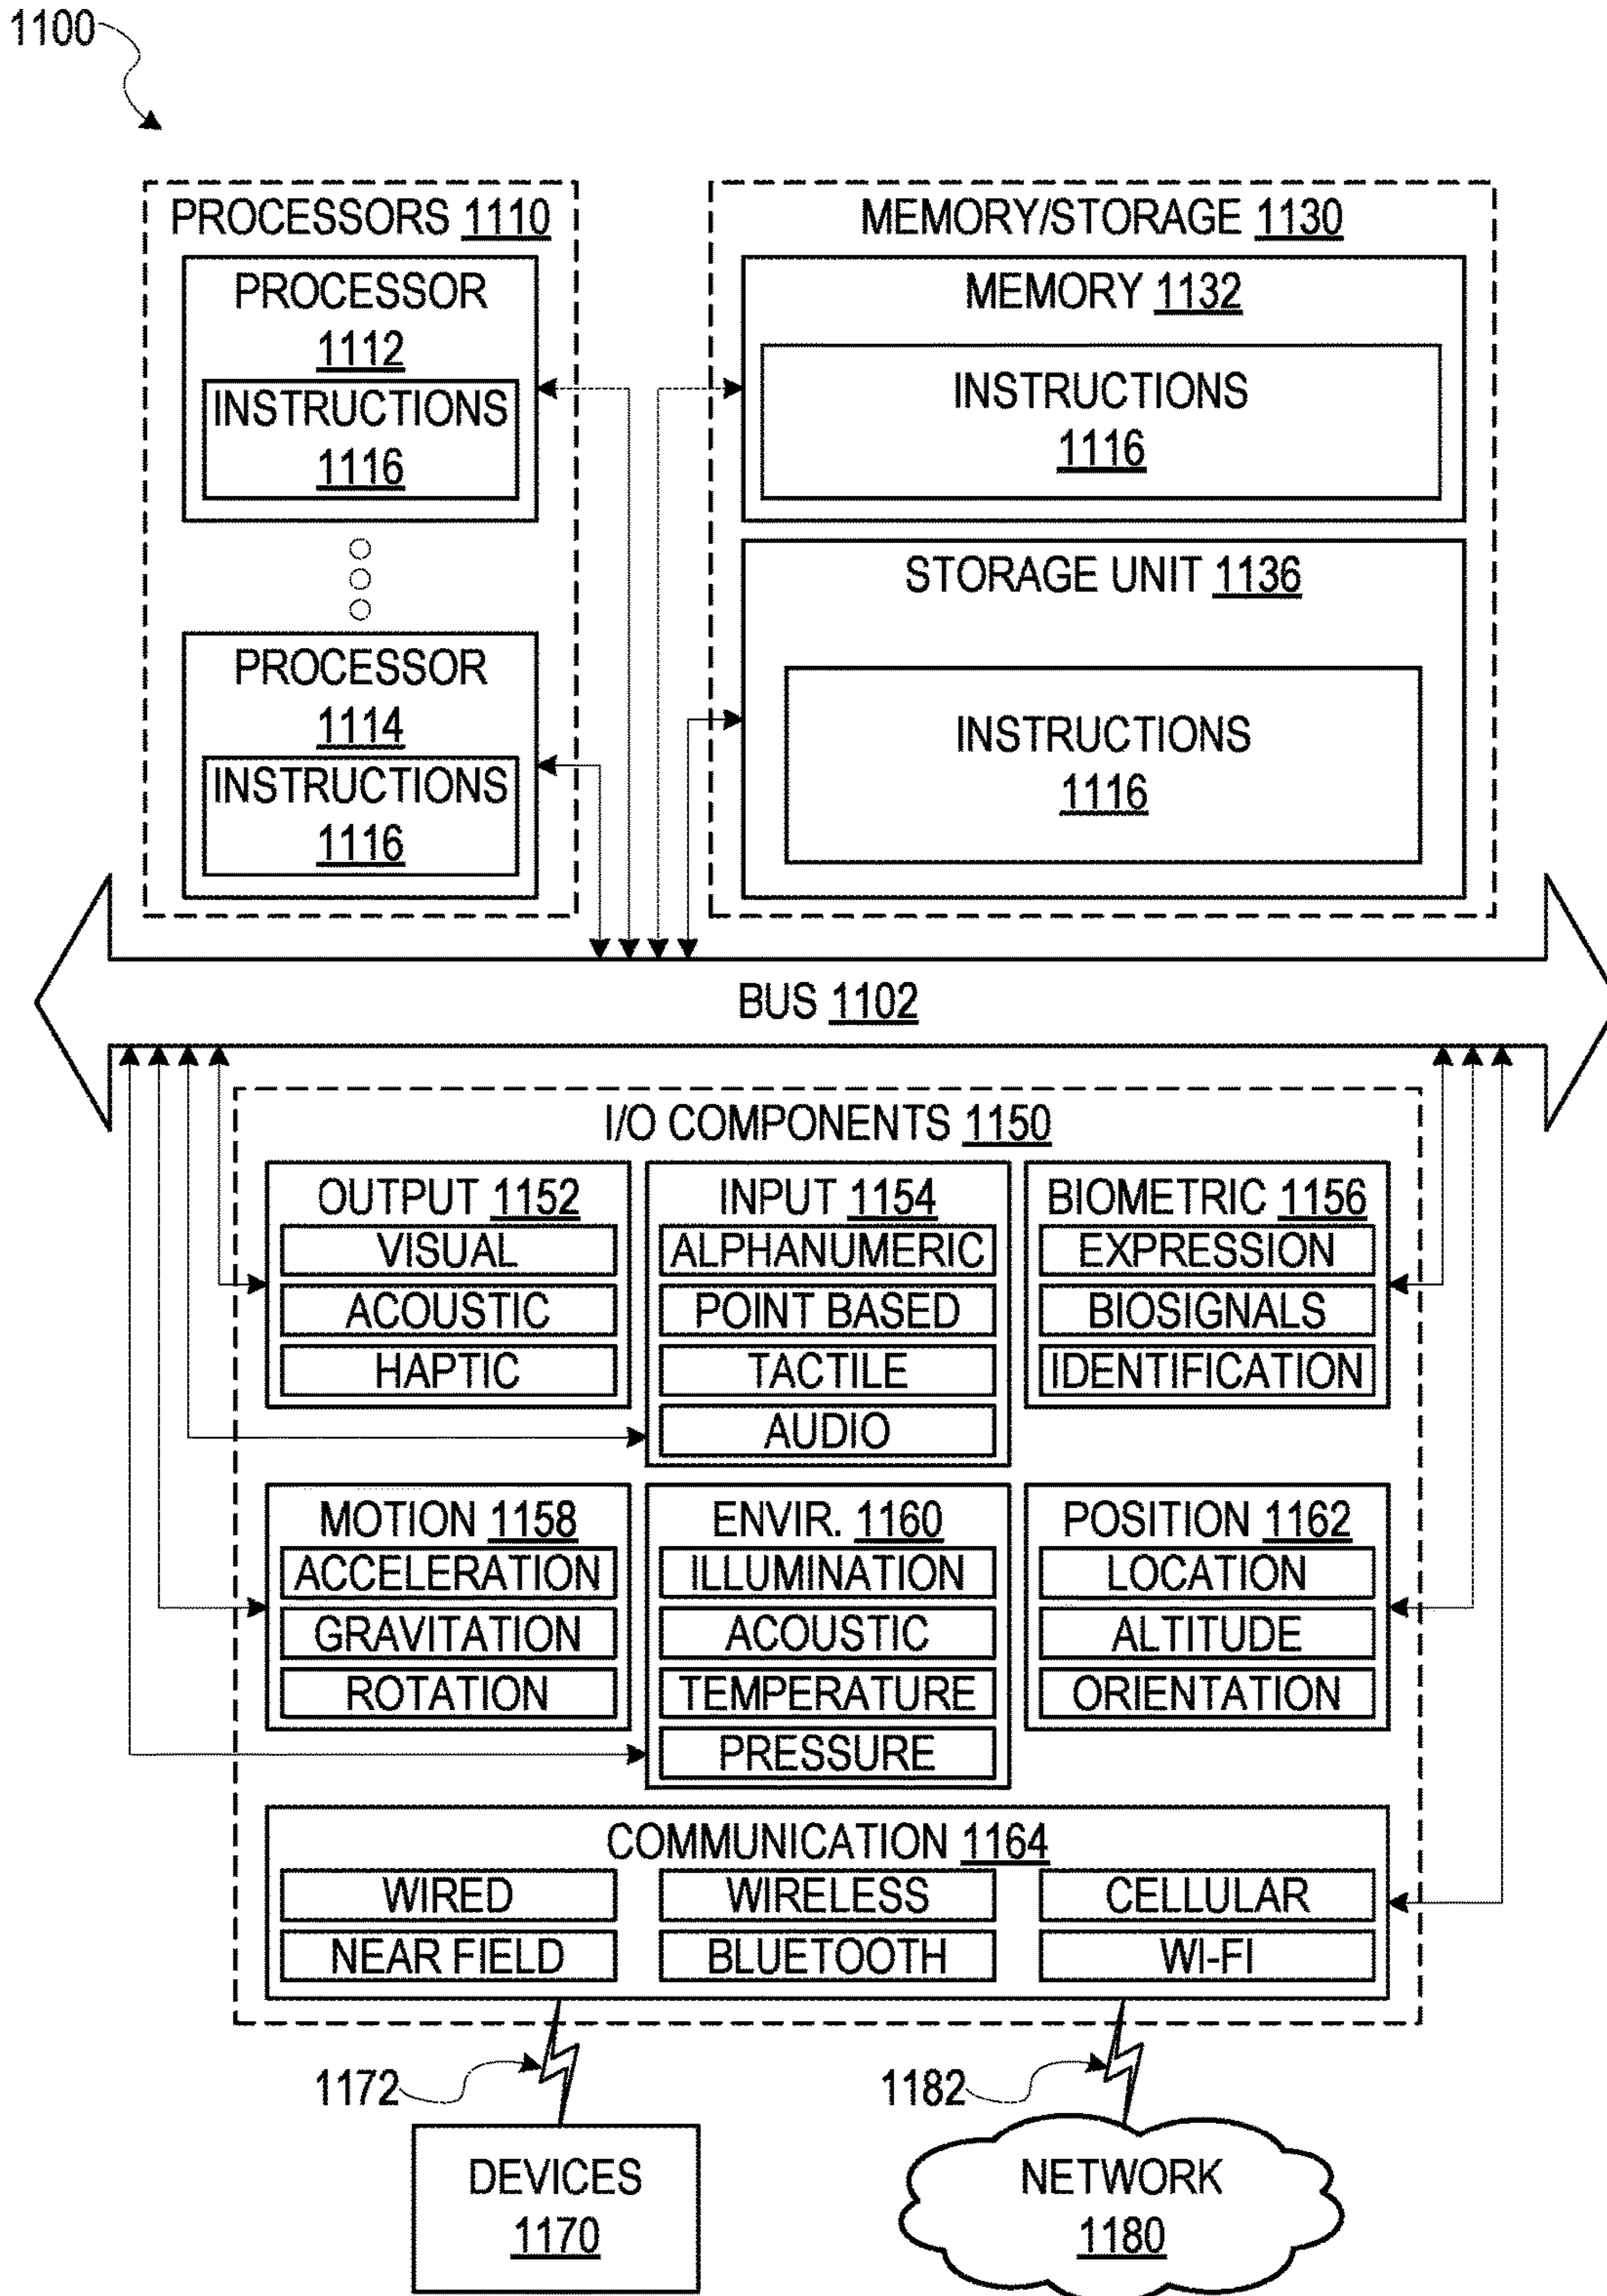 1100
PROCESSORS 1110
PROCESSOR
1112
INSTRUCTIONS
1116
PROCESSOR
1114
INSTRUCTIONS
1116
MEMORY/STORAGE 1130
MEMORY 1132
INSTRUCTIONS
1116
STORAGE UNIT 1136
INSTRUCTIONS
1116
BUS 1102
I/O COMPONENTS 1150
OUTPUT 1152
VISUAL
ACOUSTIC
HAPTIC
INPUT 1154
ALPHANUMERIC
POINT BASED
TACTILE
AUDIO
BIOMETRIC 1156
EXPRESSION
BIOSIGNALS
IDENTIFICATION
MOTION 1158
ACCELERATION
GRAVITATION
ROTATION
ENVIR. 1160
ILLUMINATION
ACOUSTIC
TEMPERATURE
PRESSURE
POSITION 1162
LOCATION
ALTITUDE
ORIENTATION
COMMUNICATION 1164
WIRED
WIRELESS
CELLULAR
NEAR FIELD
BLUETOOTH
WI-FI
1172
1182
DEVICES
1170
NETWORK
1180